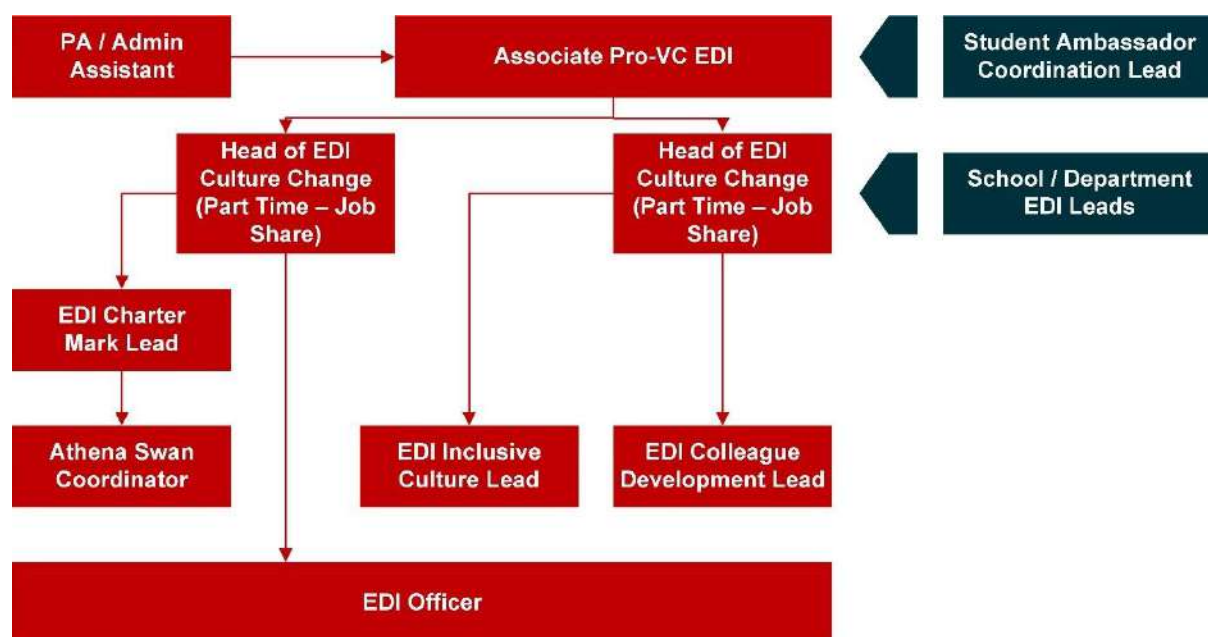 PA / Admin
Assistant
Associate Pro-VC EDI
Student Ambassador
Coordination Lead
Head of EDI
Culture Change
(Part Time – Job
Share)
Head of EDI
Culture Change
(Part Time – Job
Share)
School / Department
EDI Leads
EDI Charter
Mark Lead
Athena Swan
Coordinator
EDI Inclusive
Culture Lead
EDI Colleague
Development Lead
EDI Officer